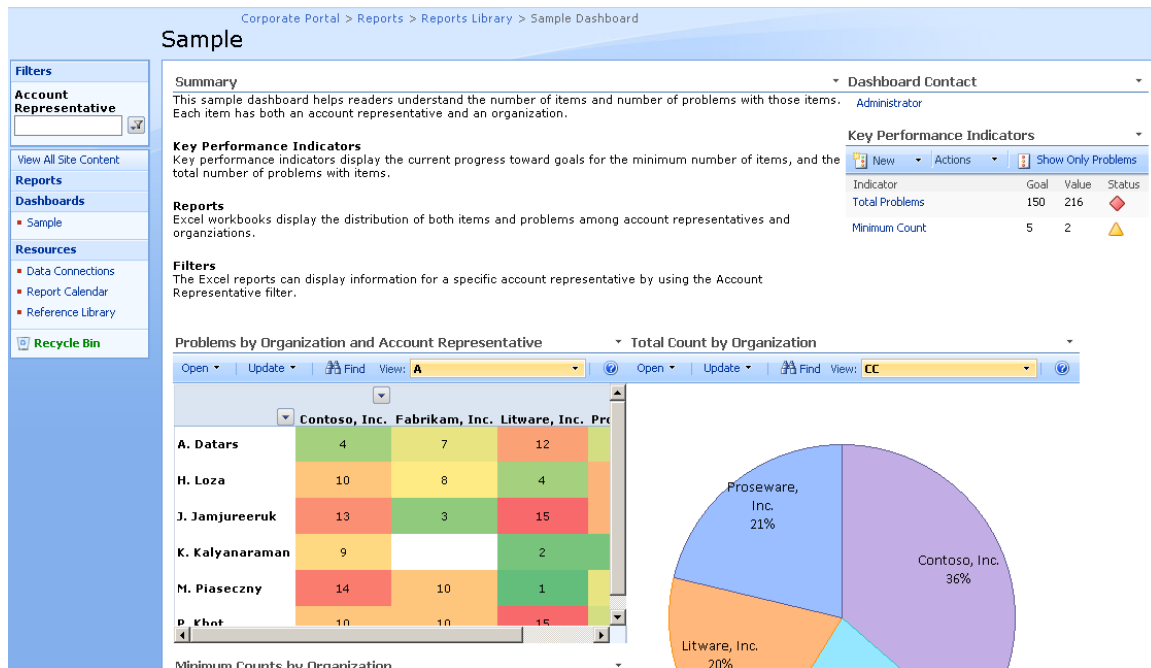 Corporate Portal > Reports > Reports Library > Sample Dashboard
Sample
Filters
Account
Representative
View All Site Content
Reports
Dashboards
Sample
Resources
Data Connections
Report Calendar
Reference Library
Recycle Bin
Summary
This sample dashboard helps readers understand the number of items and number of problems with those items.
Each item has both an account representative and an organization.
Key Performance Indicators
Key performance indicators display the current progress toward goals for the minimum number of items, and the
total number of problems with items.
Reports
Excel workbooks display the distribution of both items and problems among account representatives and
organziations.
Filters
The Excel reports can display information for a specific account representative by using the Account
Representative filter.
Dashboard Contact
Administrator
Key Performance Indicators
New Actions Show Only Problems
Indicator Goal Value Status
Total Problems 150 216
Minimum Count 5 2
Problems by Organization and Account Representative
Open Update Find View: A
Contoso, Inc. Fabrikam, Inc. Litware, Inc. Pro
A. Datars 4 7 12
H. Loza 10 8 4
J. Jamjureeruk 13 3 15
K. Kalyanaraman 9 2
M. Piaseczny 14 10 1
P. Khot 10 10 15
Total Count by Organization
Open Update Find View: CC
Proseware,
Inc.
21%
Contoso, Inc.
36%
Litware, Inc.
20%
Minimum Counts by Organization